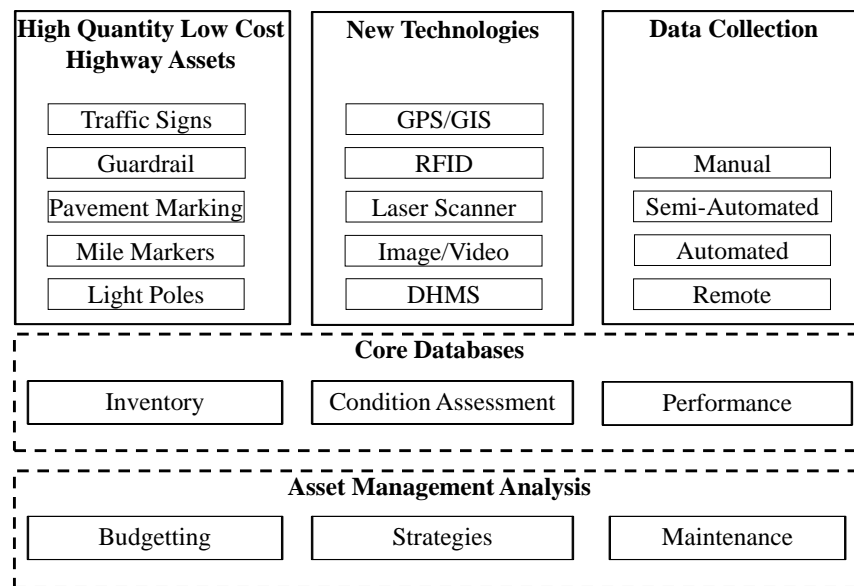 High Quantity Low Cost
Highway Assets
Traffic Signs
Guardrail
Pavement Marking
Mile Markers
Light Poles
New Technologies
GPS/GIS
RFID
Laser Scanner
Image/Video
DHMS
Data Collection
Manual
Semi-Automated
Automated
Remote
Core Databases
Inventory
Condition Assessment
Performance
Asset Management Analysis
Budgetting
Strategies
Maintenance